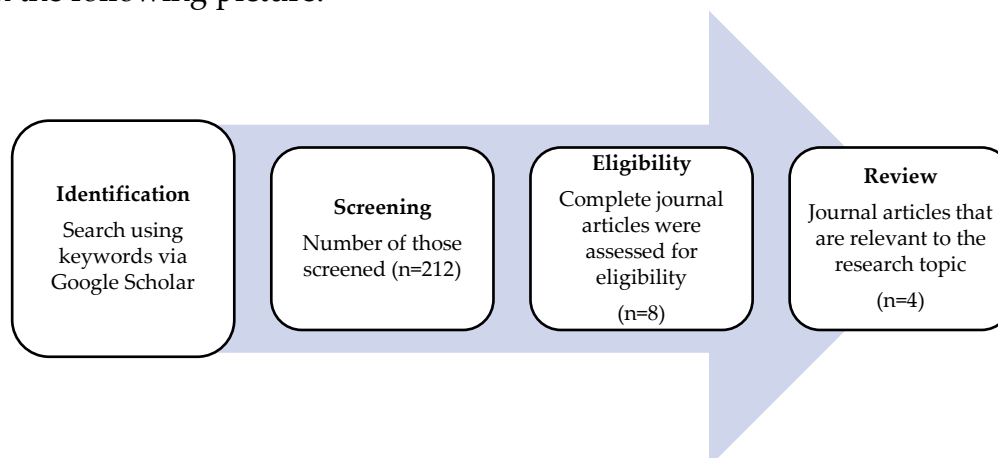 the following picture:
Identification
Search using
keywords via
Google Scholar
Screening
Number of those
screened (n=212)
Eligibility
Complete journal
articles were
assessed for
eligibility
(n=8)
Review
Journal articles that
are relevant to the
research topic
(n=4)